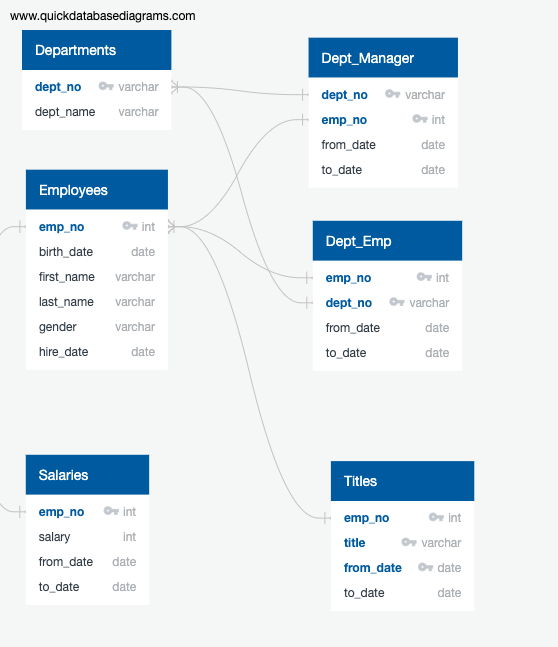 www.quickdatabasediagrams.com
Departments
dept_no varchar
dept_name varchar
Dept_Manager
dept_no varchar
emp_no int
from_date date
to_date date
Employees
emp_no int
birth_date date
first_name varchar
last_name varchar
gender varchar
hire_date date
Dept_Emp
emp_no int
dept_no varchar
from_date date
to_date date
Salaries
emp_no int
salary int
from_date date
to_date date
Titles
emp_no int
title varchar
from_date date
to_date date